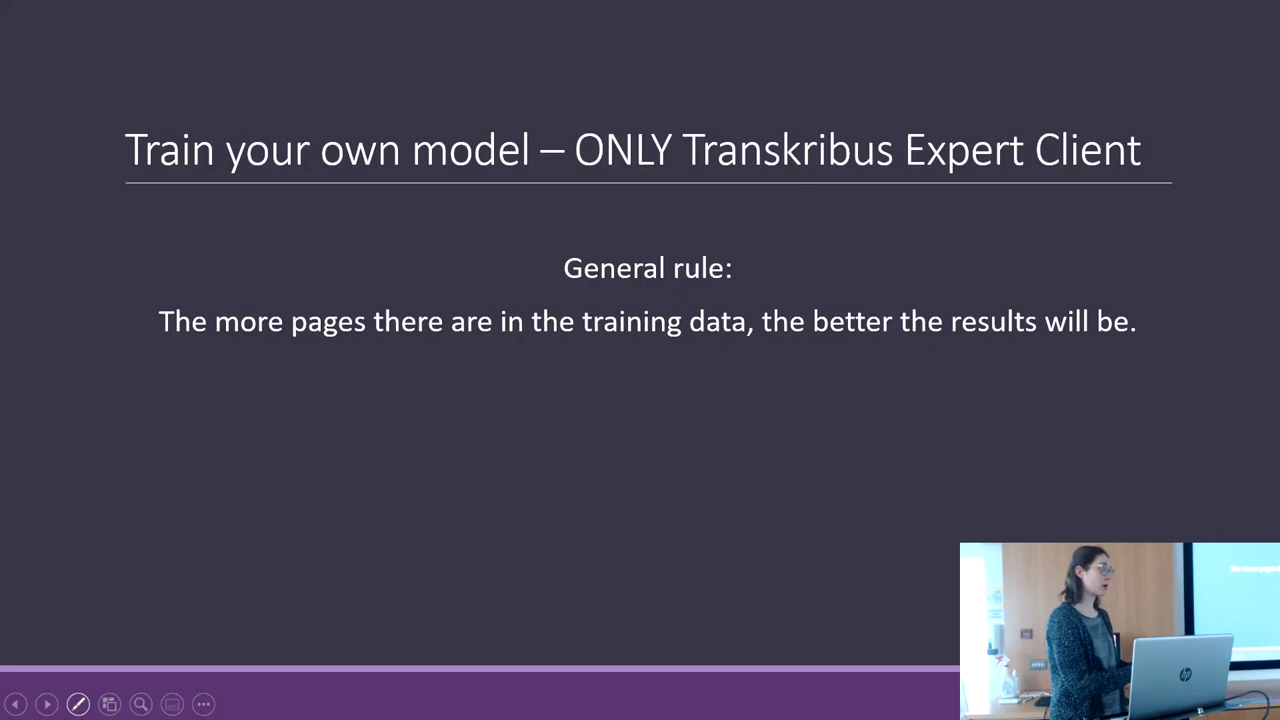 Train your own model – ONLY Transkribus Expert Client
General rule:
The more pages there are in the training data, the better the results will be.
hp